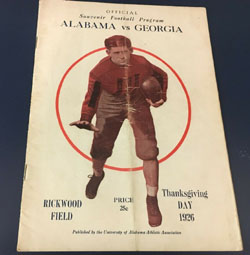 OFFICIAL
Souvenir Football Program
ALABAMA vs GEORGIA
RICKWOOD
FIELD
PRICE
25c
Thanksgiving
DAY
1926
Published by the University of Alabama Athletic Association